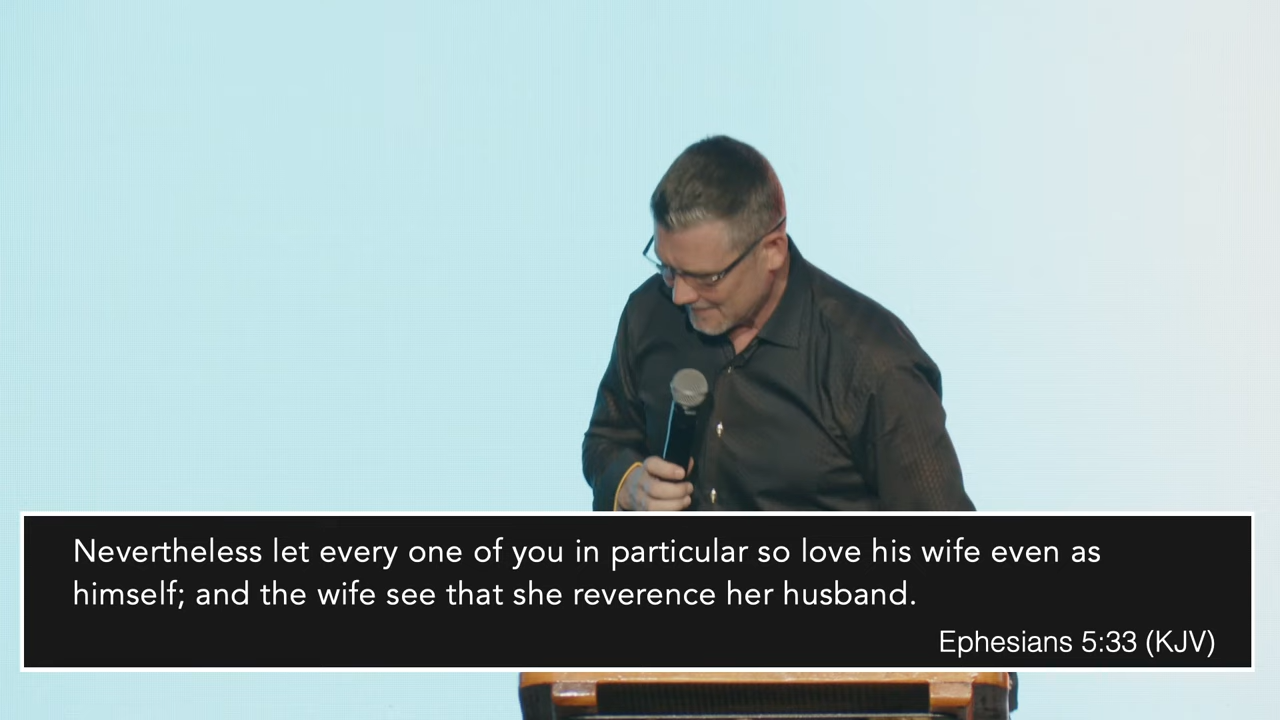 Nevertheless let every one of you in particular so love his wife even as
himself; and the wife see that she reverence her husband.
Ephesians 5:33 (KJV)